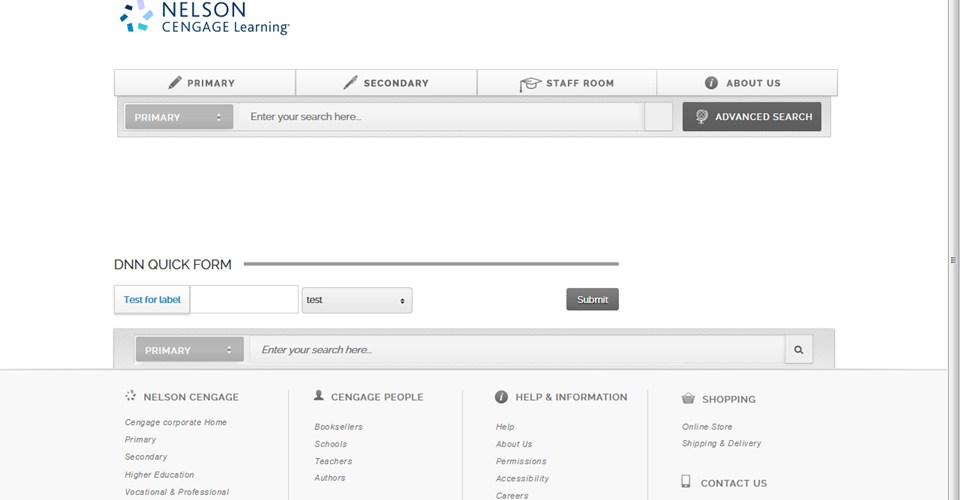 NELSON
CENGAGE Learning
PRIMARY SECONDARY STAFF ROOM ABOUT US
PRIMARY Enter your search here... ADVANCED SEARCH
DNN QUICK FORM
Test for label test Submit
PRIMARY Enter your search here...
NELSON CENGAGE
Cengage corporate Home
Primary
Secondary
Higher Education
Vocational & Professional
CENGAGE PEOPLE
Booksellers
Schools
Teachers
Authors
HELP & INFORMATION
Help
About Us
Permissions
Accessibility
Careers
SHOPPING
Online Store
Shipping & Delivery
CONTACT US